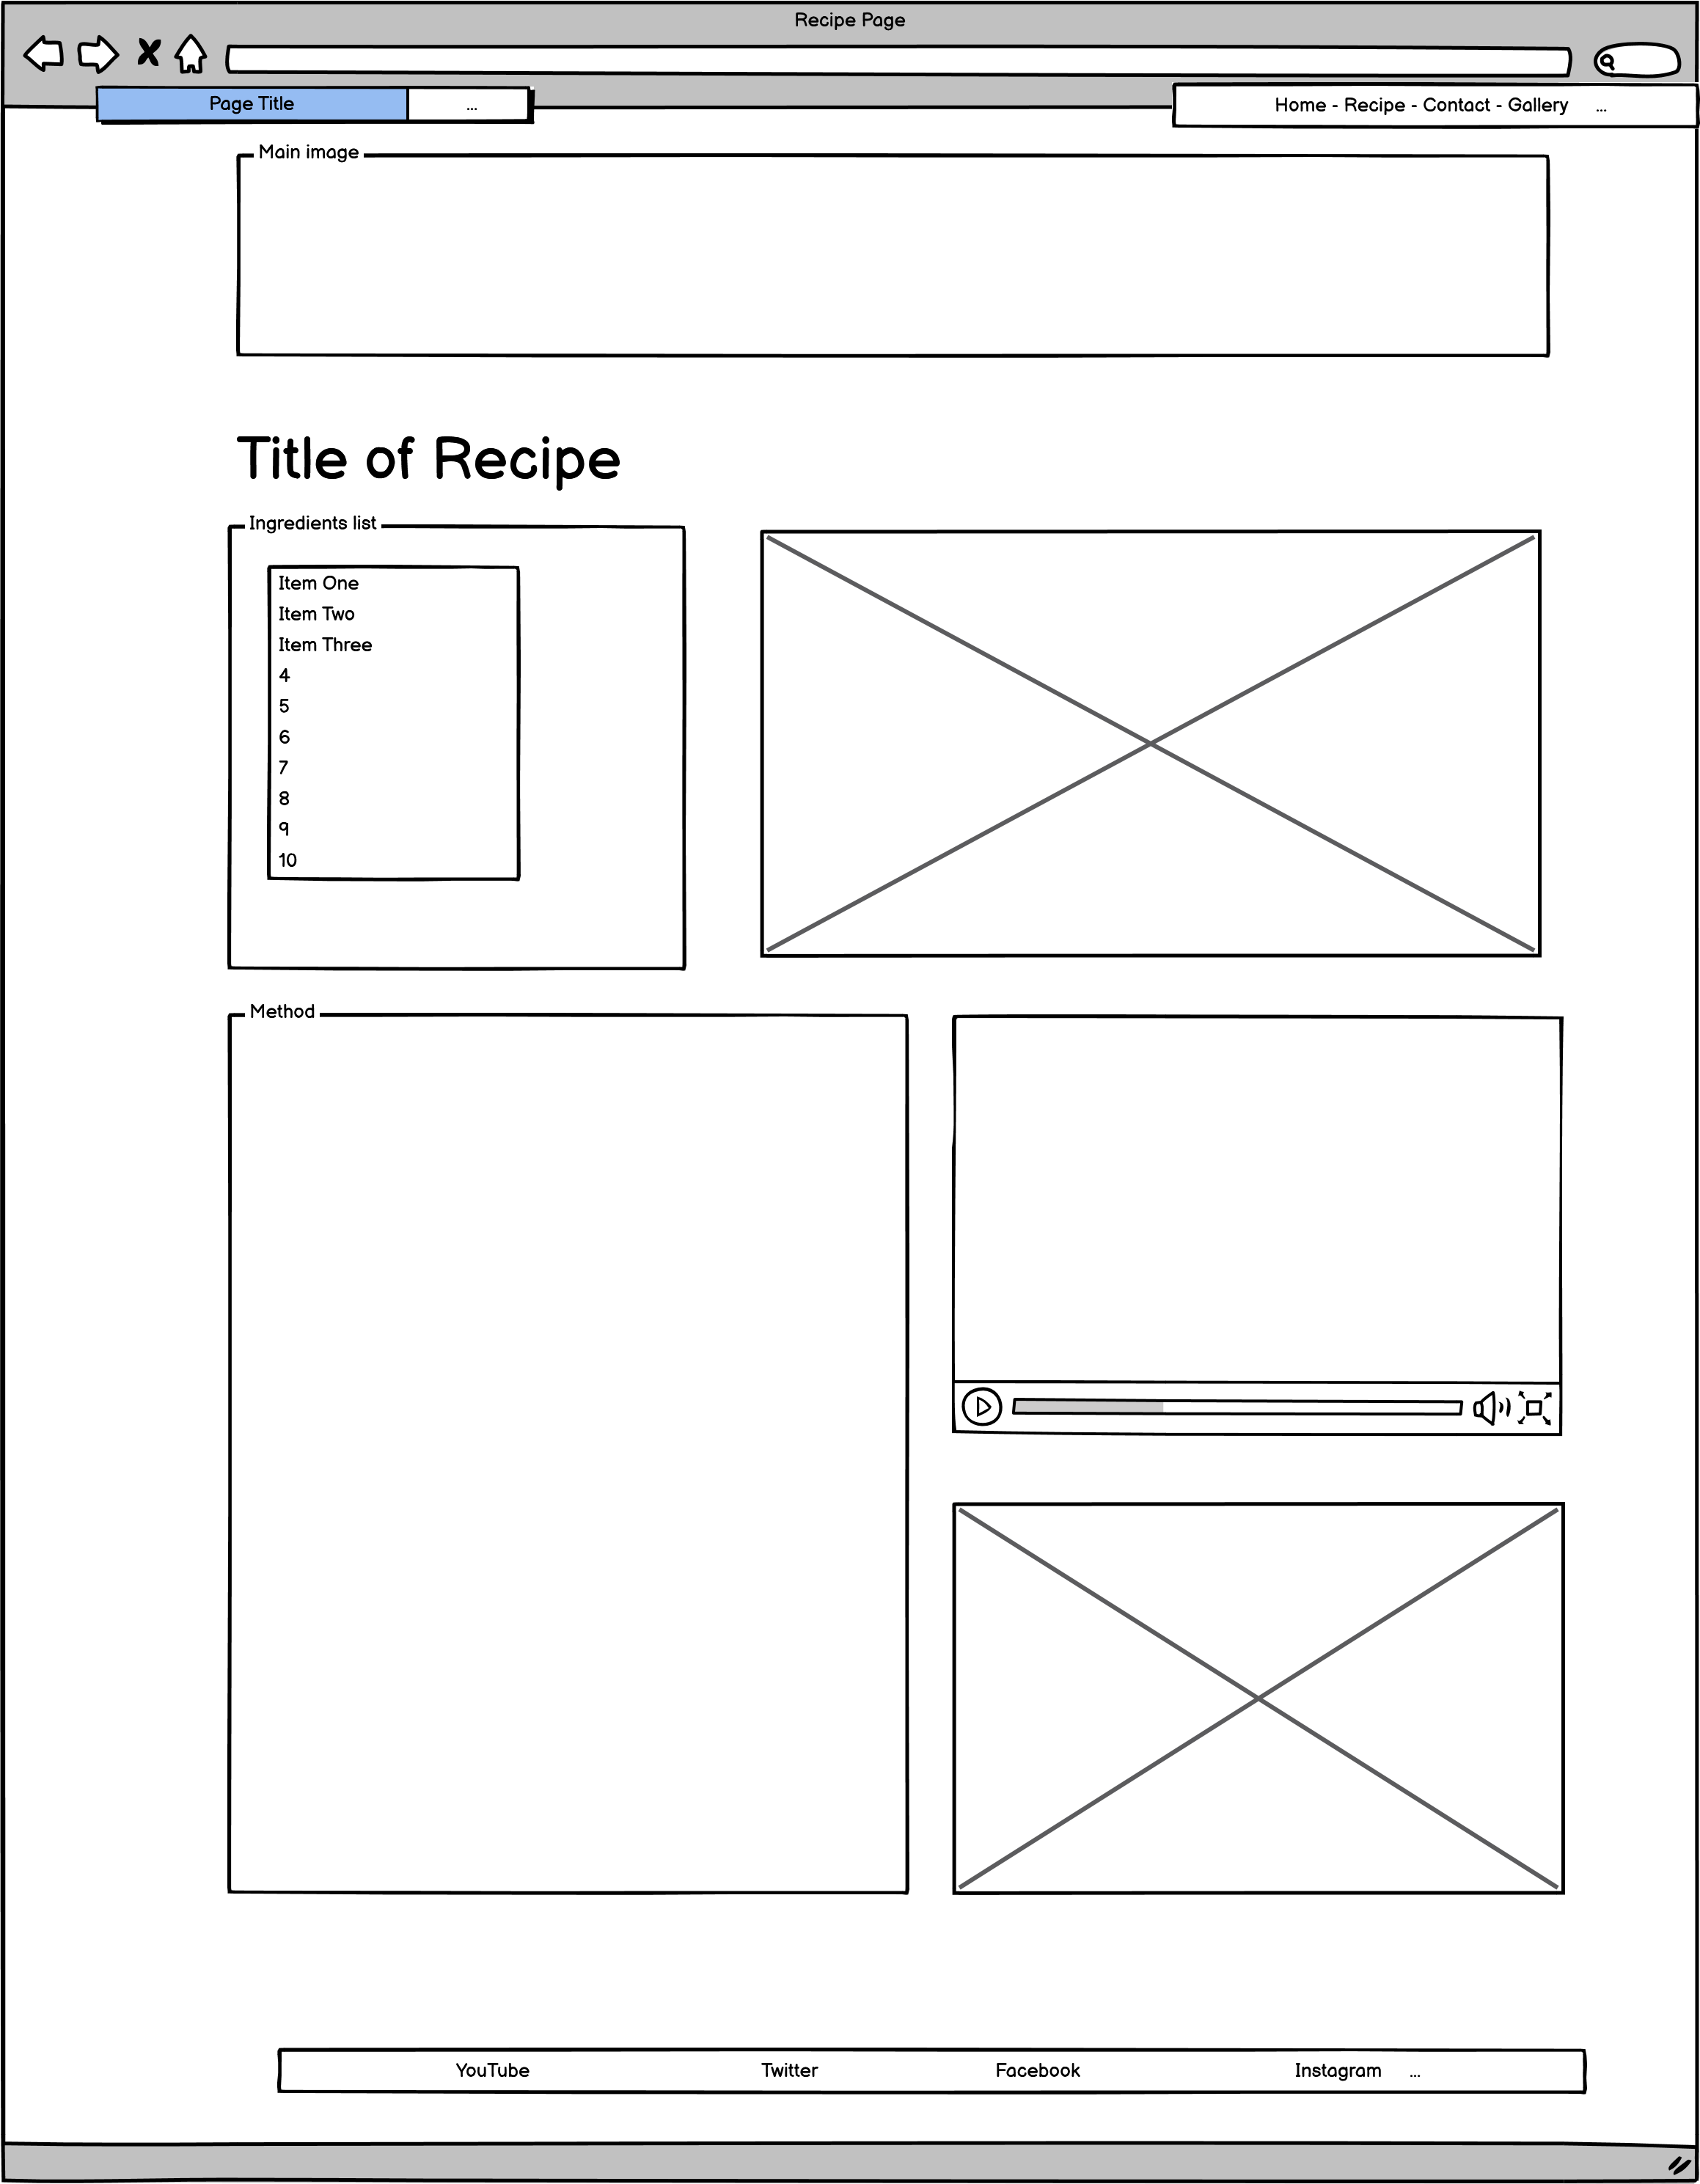 Recipe Page
Page Title ...
Home - Recipe - Contact - Gallery ...
Main image
Title of Recipe
Ingredients list
Item One
Item Two
Item Three
4
5
6
7
8
9
10
Method
YouTube Twitter Facebook Instagram ...